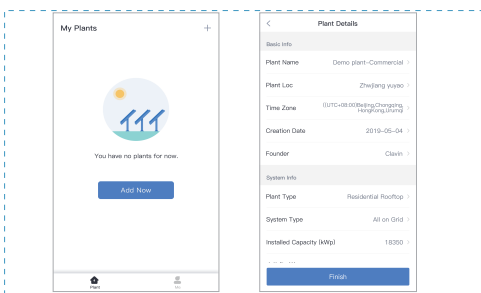 My Plants
You have no plants for now.
Add Now
Plant
Me
Plant Details
Basic Info
Plant Name
Demo plant-Commercial
Plant Loc
Zhwjiang yuyao
Time Zone
((UTC+08:00)Beijing,Chongqing,
HongKong,Urumqi
Creation Date
2019-05-04
Founder
Clavin
System Info
Plant Type
Residential Rooftop
System Type
All on Grid
Installed Capacity (kWp)
18350
Finish